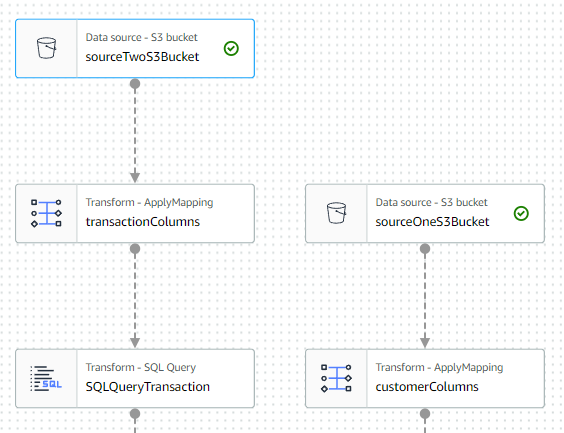 Data source - S3 bucket
sourceTwoS3Bucket
Transform - ApplyMapping
transactionColumns
Data source - S3 bucket
sourceOneS3Bucket
Transform - SQL Query
SQLQueryTransaction
SQL
Transform - ApplyMapping
customerColumns